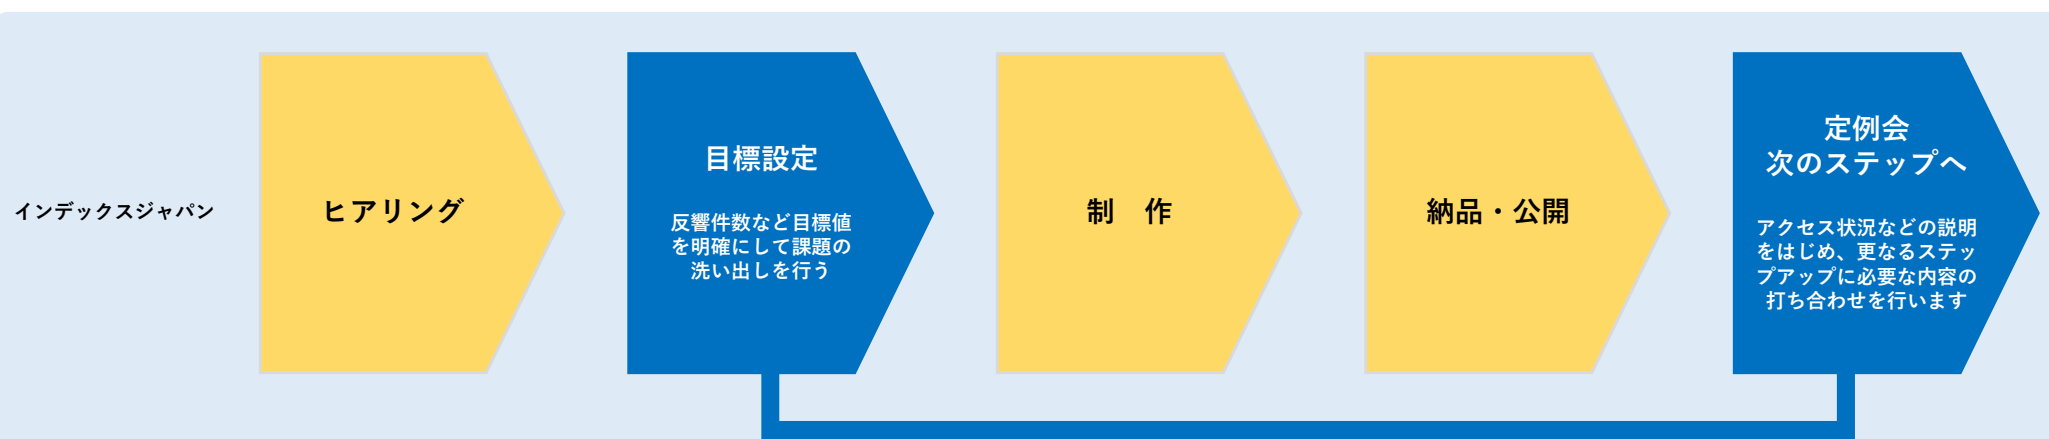 インデックスジャパン
ヒアリング
目標設定
反響件数など目標値
を明確にして課題の
洗い出しを行う
制　作
納品・公開
定例会
次のステップへ
アクセス状況などの説明
をはじめ、更なるステッ
プアップに必要な内容の
打ち合わせを行います